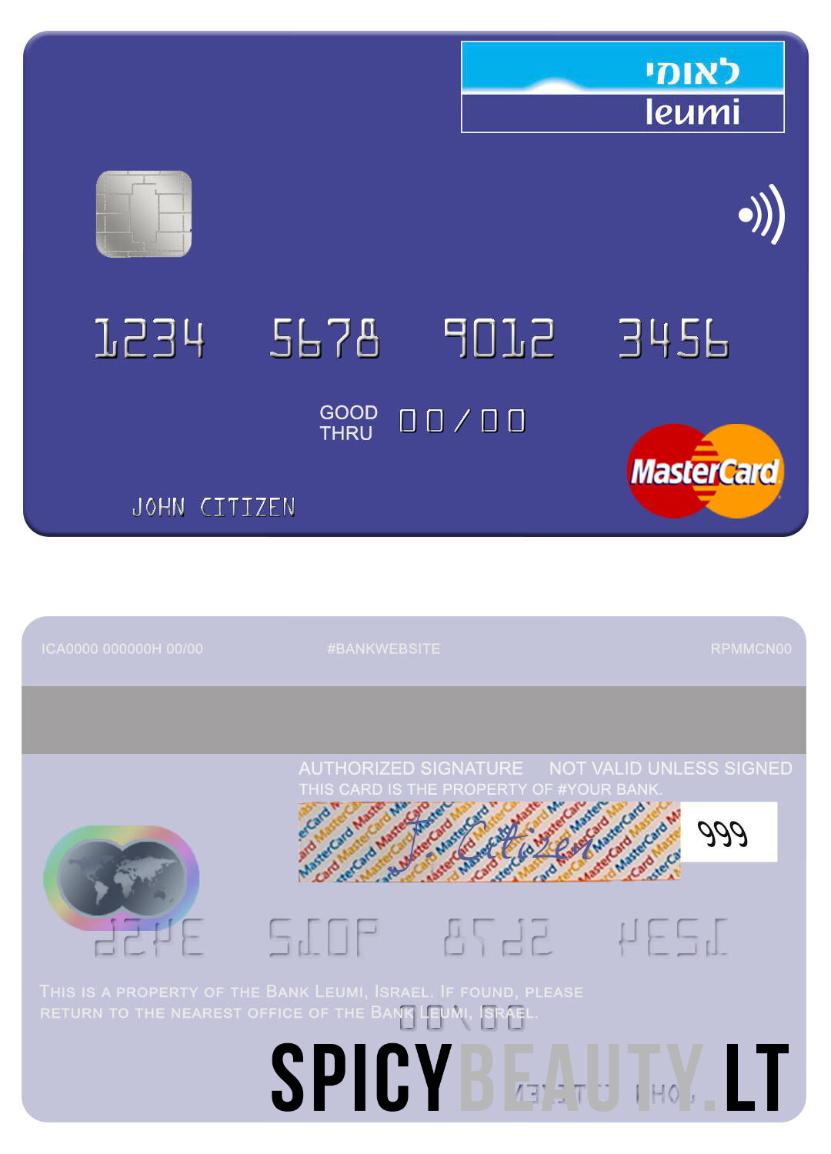 לאומי
leumi
1234 5678 9012 3456
GOOD THRU 00/00
MasterCard
JOHN CITIZEN
ICA0000 000000H 00/00 #BANKWEBSITE RPMMCN00
AUTHORIZED SIGNATURE NOT VALID UNLESS SIGNED
THIS CARD IS THE PROPERTY OF #YOUR BANK.
J. Citizen 999
THIS IS A PROPERTY OF THE BANK LEUMI, ISRAEL. IF FOUND, PLEASE
RETURN TO THE NEAREST OFFICE OF THE BANK LEUMI, ISRAEL.
SPICYBEAUTY.LT